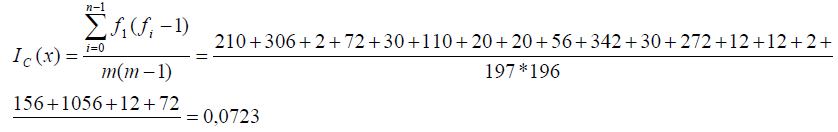 I_C(x) = \frac{\sum_{i=0}^{n-1} f_1(f_i - 1)}{m(m-1)} = \frac{210+306+2+72+30+110+20+20+56+342+30+272+12+12+2+}{197*196}
\frac{156+1056+12+72}{} = 0,0723